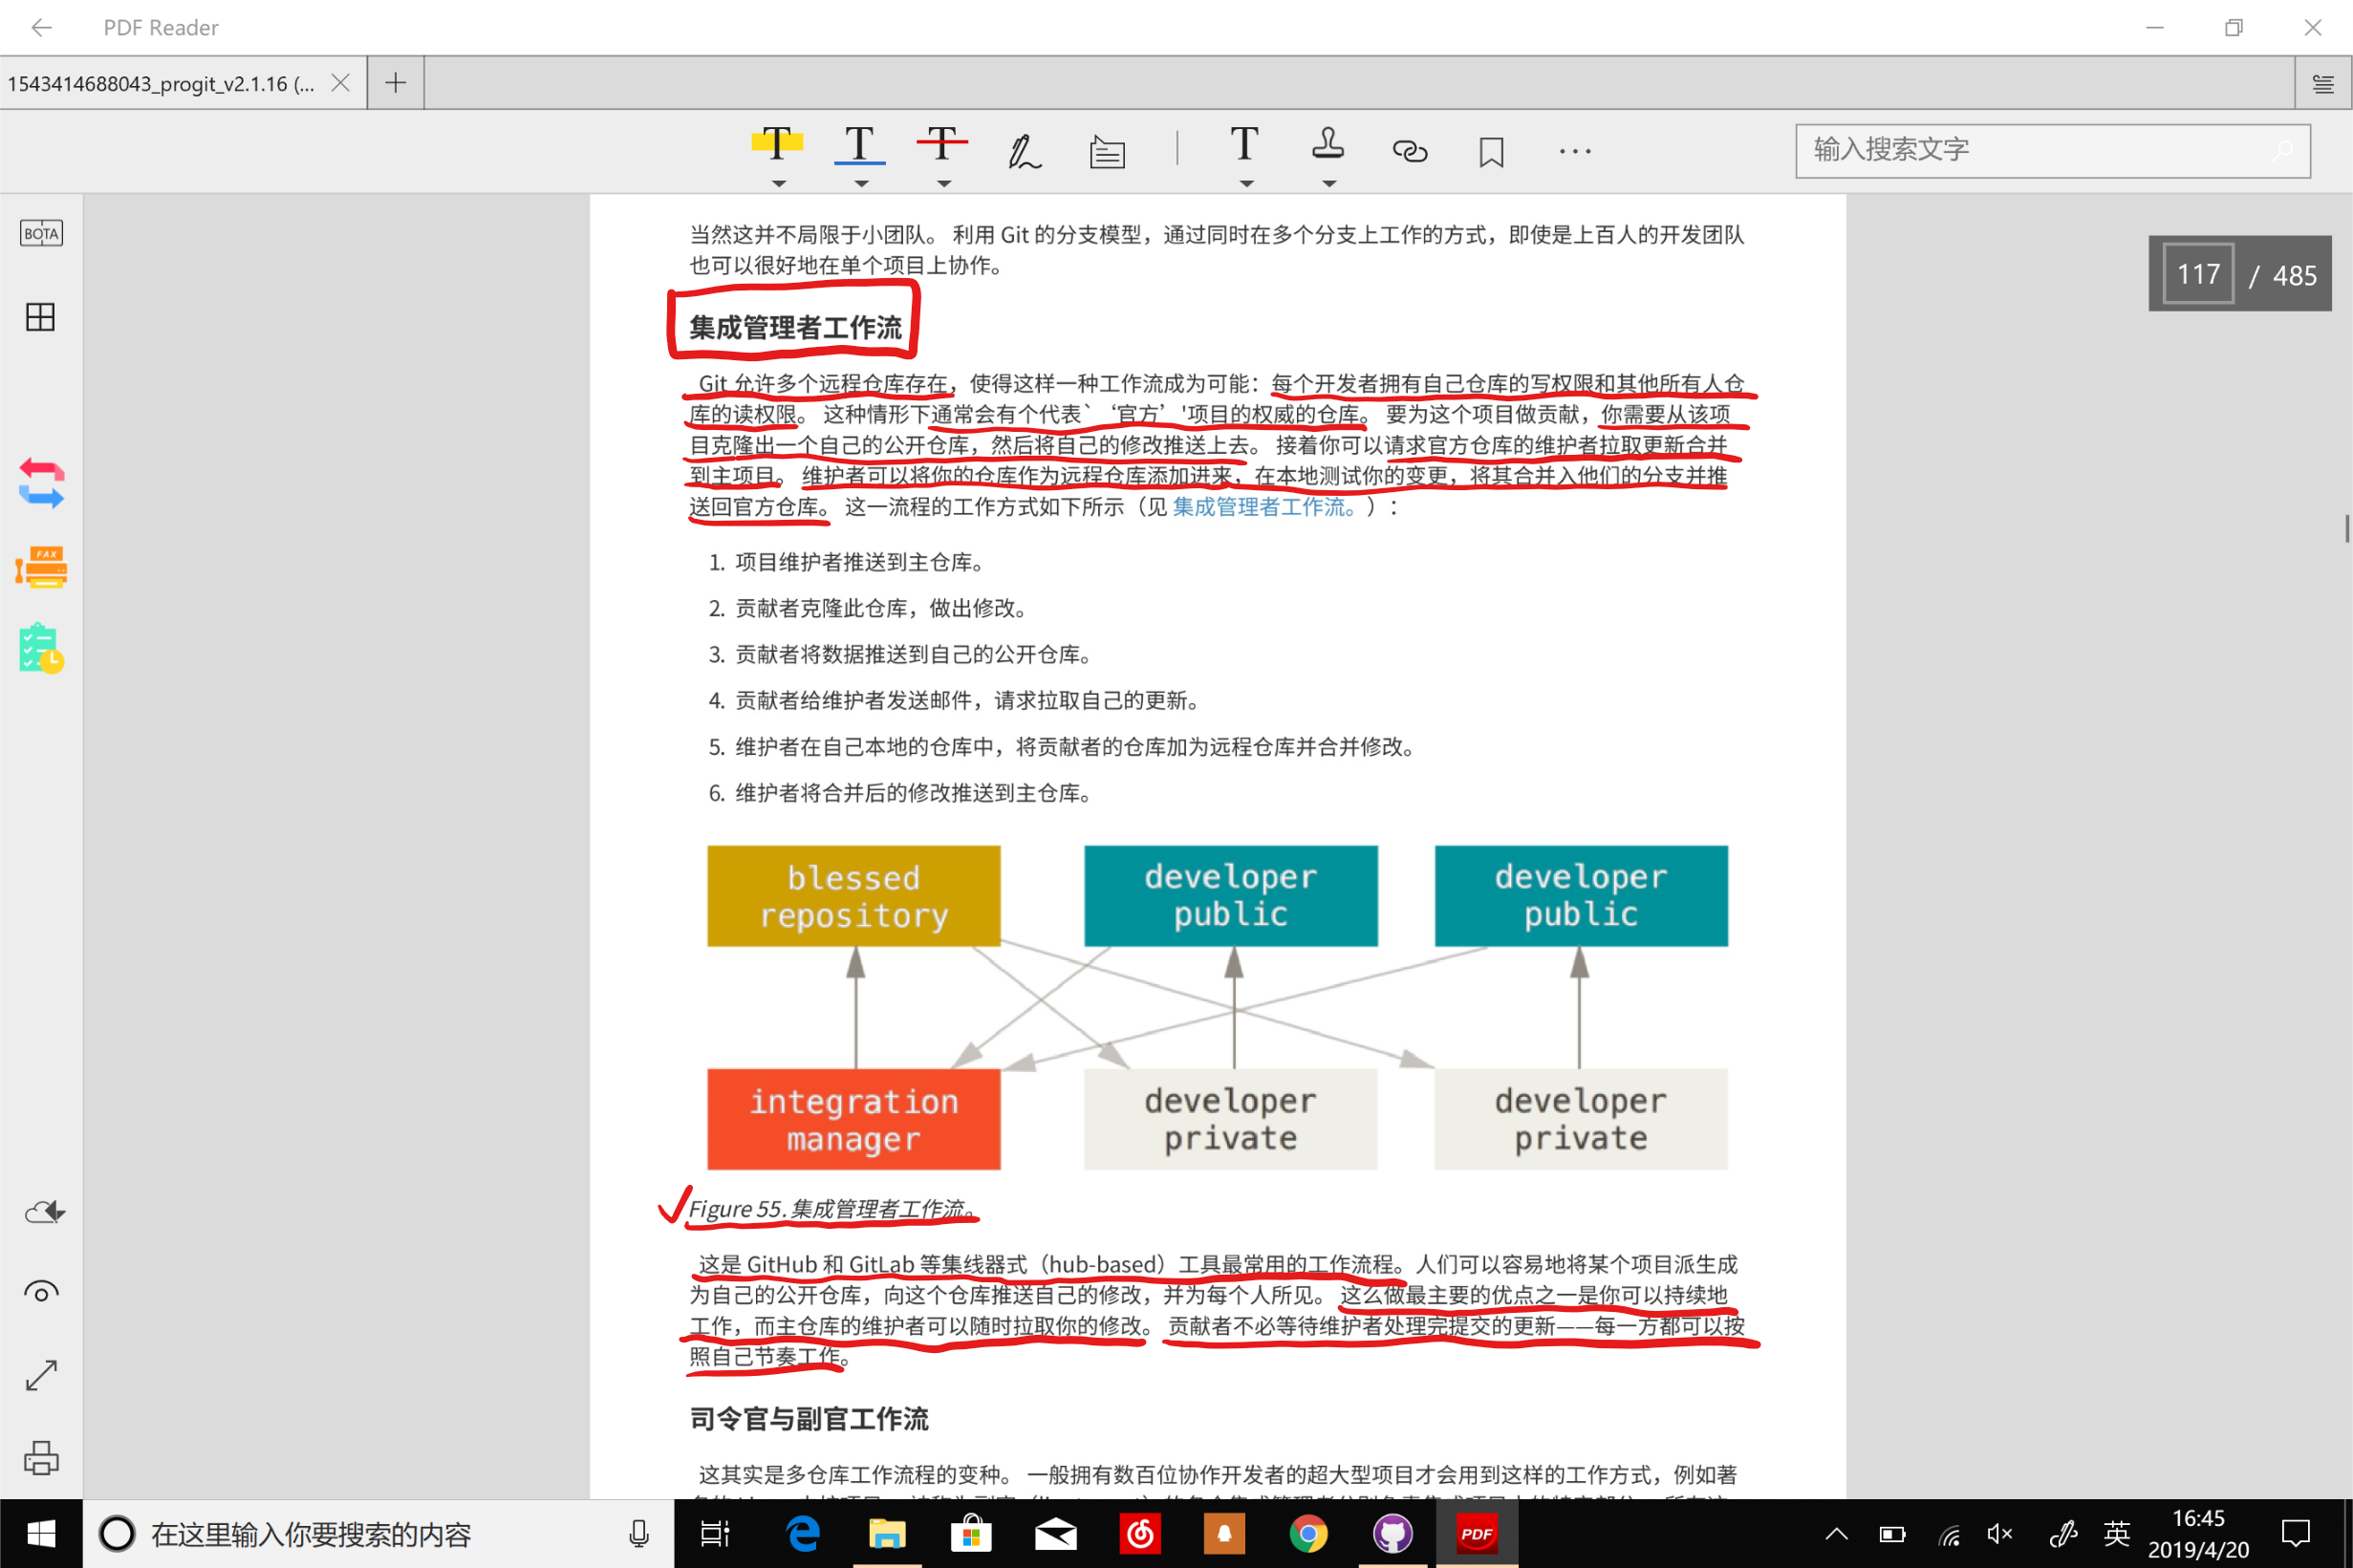 PDF Reader
1543414688043_progit_v2.1.16 (...
输入搜索文字
BOTA
117 / 485
当然这并不局限于小团队。 利用 Git 的分支模型，通过同时在多个分支上工作的方式，即使是上百人的开发团队
也可以很好地在单个项目上协作。
集成管理者工作流
Git 允许多个远程仓库存在，使得这样一种工作流成为可能：每个开发者拥有自己仓库的写权限和其他所有人仓
库的读权限。 这种情形下通常会有个代表`‘官方’'项目的权威的仓库。 要为这个项目做贡献，你需要从该项
目克隆出一个自己的公开仓库，然后将自己的修改推送上去。 接着你可以请求官方仓库的维护者拉取更新合并
到主项目。 维护者可以将你的仓库作为远程仓库添加进来，在本地测试你的变更，将其合并入他们的分支并推
送回官方仓库。 这一流程的工作方式如下所示（见 集成管理者工作流。）：
1. 项目维护者推送到主仓库。
2. 贡献者克隆此仓库，做出修改。
3. 贡献者将数据推送到自己的公开仓库。
4. 贡献者给维护者发送邮件，请求拉取自己的更新。
5. 维护者在自己本地的仓库中，将贡献者的仓库加为远程仓库并合并修改。
6. 维护者将合并后的修改推送到主仓库。
blessed
repository
developer
public
developer
public
integration
manager
developer
private
developer
private
Figure 55. 集成管理者工作流。
这是 GitHub 和 GitLab 等集线器式（hub-based）工具最常用的工作流程。人们可以容易地将某个项目派生成
为自己的公开仓库，向这个仓库推送自己的修改，并为每个人所见。 这么做最主要的优点之一是你可以持续地
工作，而主仓库的维护者可以随时拉取你的修改。 贡献者不必等待维护者处理完提交的更新——每一方都可以按
照自己节奏工作。
司令官与副官工作流
这其实是多仓库工作流程的变种。 一般拥有数百位协作开发者的超大型项目才会用到这样的工作方式，例如著
FAX
在这里输入你要搜索的内容
PDF
英
16:45
2019/4/20